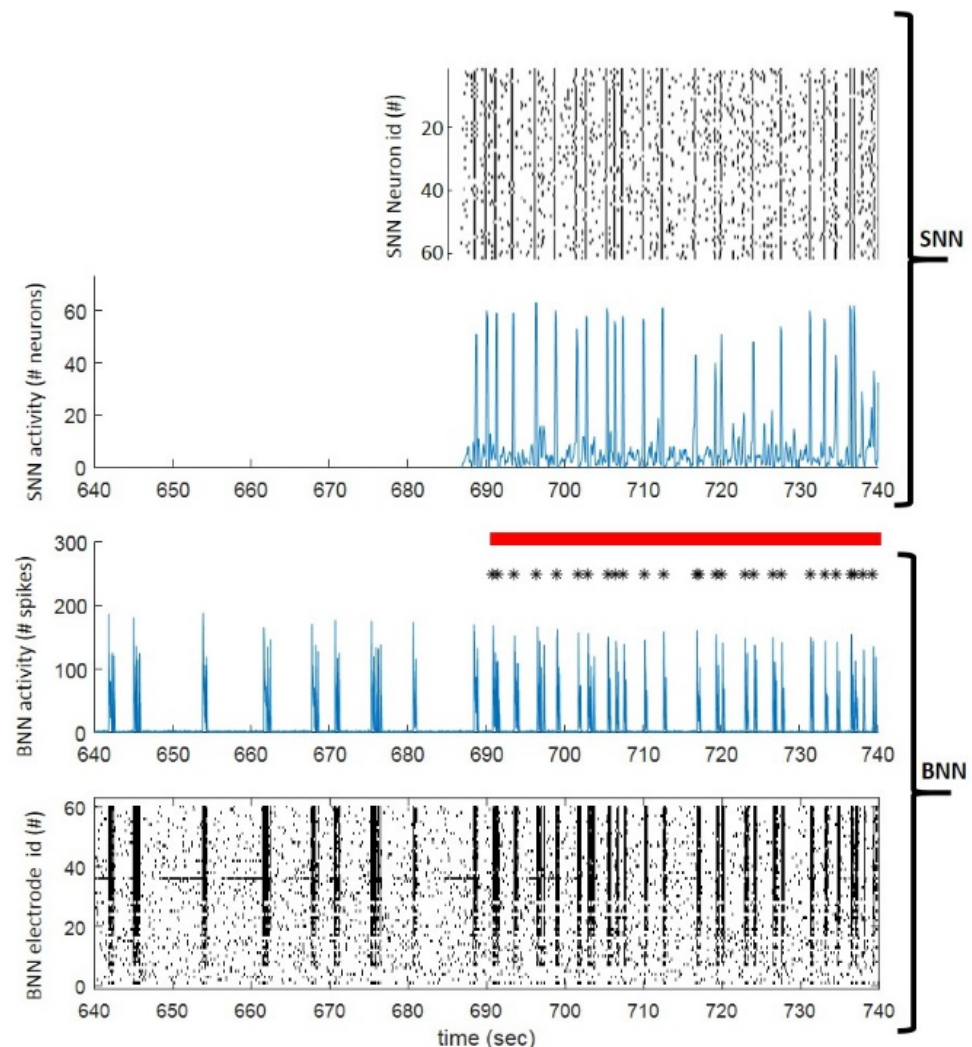 SNN Neuron id (#)
20
40
60
SNN
SNN activity (# neurons)
60
40
20
0
640 650 660 670 680 690 700 710 720 730 740
BNN activity (# spikes)
300
200
100
0
640 650 660 670 680 690 700 710 720 730 740
BNN
BNN electrode id (#)
60
40
20
0
640 650 660 670 680 690 700 710 720 730 740
time (sec)